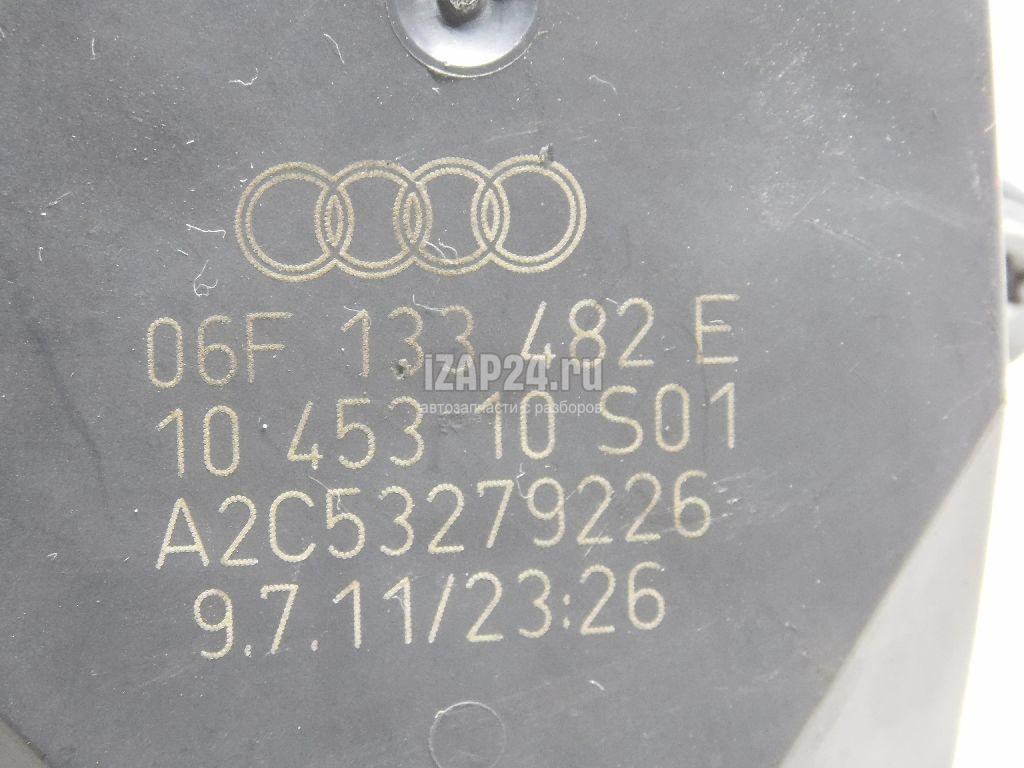 06F 133 482 E
iZAP24.ru
автозапчасти с разборов
10 453 10 S01
A2C53279226
9.7.11/23:26